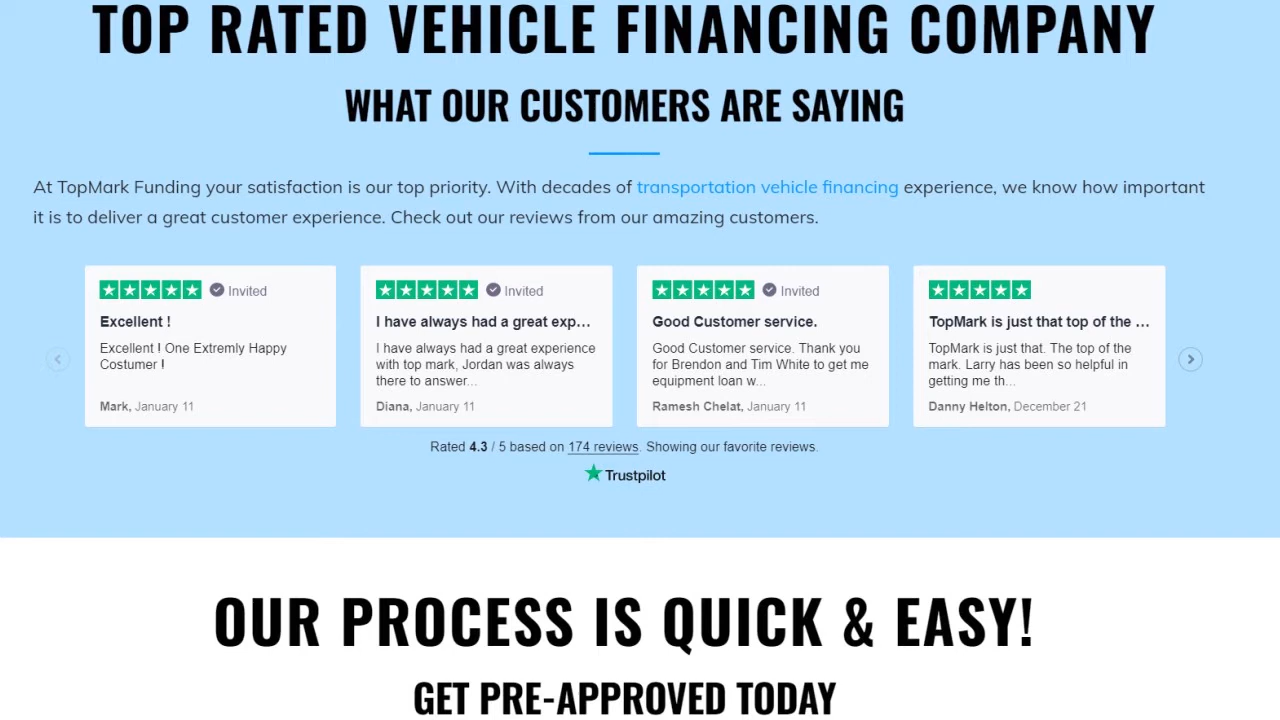 TOP RATED VEHICLE FINANCING COMPANY
WHAT OUR CUSTOMERS ARE SAYING
At TopMark Funding your satisfaction is our top priority. With decades of transportation vehicle financing experience, we know how important
it is to deliver a great customer experience. Check out our reviews from our amazing customers.
Invited
Excellent !
Excellent ! One Extremly Happy
Costumer !
Mark, January 11
Invited
I have always had a great exp...
I have always had a great experience
with top mark, Jordan was always
there to answer...
Diana, January 11
Invited
Good Customer service.
Good Customer service. Thank you
for Brendon and Tim White to get me
equipment loan w...
Ramesh Chelat, January 11
TopMark is just that top of the ...
TopMark is just that. The top of the
mark. Larry has been so helpful in
getting me th...
Danny Helton, December 21
Rated 4.3 / 5 based on 174 reviews. Showing our favorite reviews.
Trustpilot
OUR PROCESS IS QUICK & EASY!
GET PRE-APPROVED TODAY